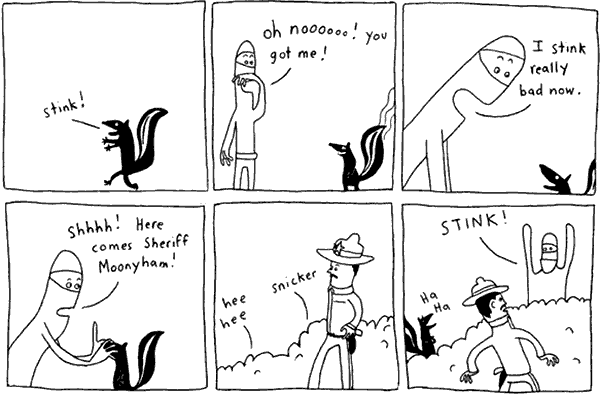 stink!
oh noooooo! you
got me!
I stink
really
bad now.
shhhh! Here
comes Sheriff
Moonyham!
hee
hee
snicker
STINK!
Ha
Ha